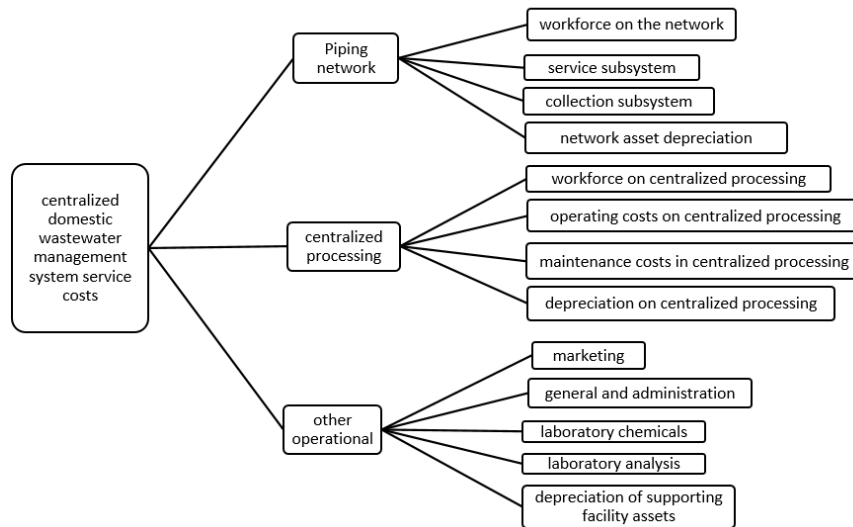 centralized
domestic
wastewater
management
system service
costs
Piping
network
workforce on the network
service subsystem
collection subsystem
network asset depreciation
centralized
processing
workforce on centralized processing
operating costs on centralized processing
maintenance costs in centralized processing
depreciation on centralized processing
other
operational
marketing
general and administration
laboratory chemicals
laboratory analysis
depreciation of supporting
facility assets